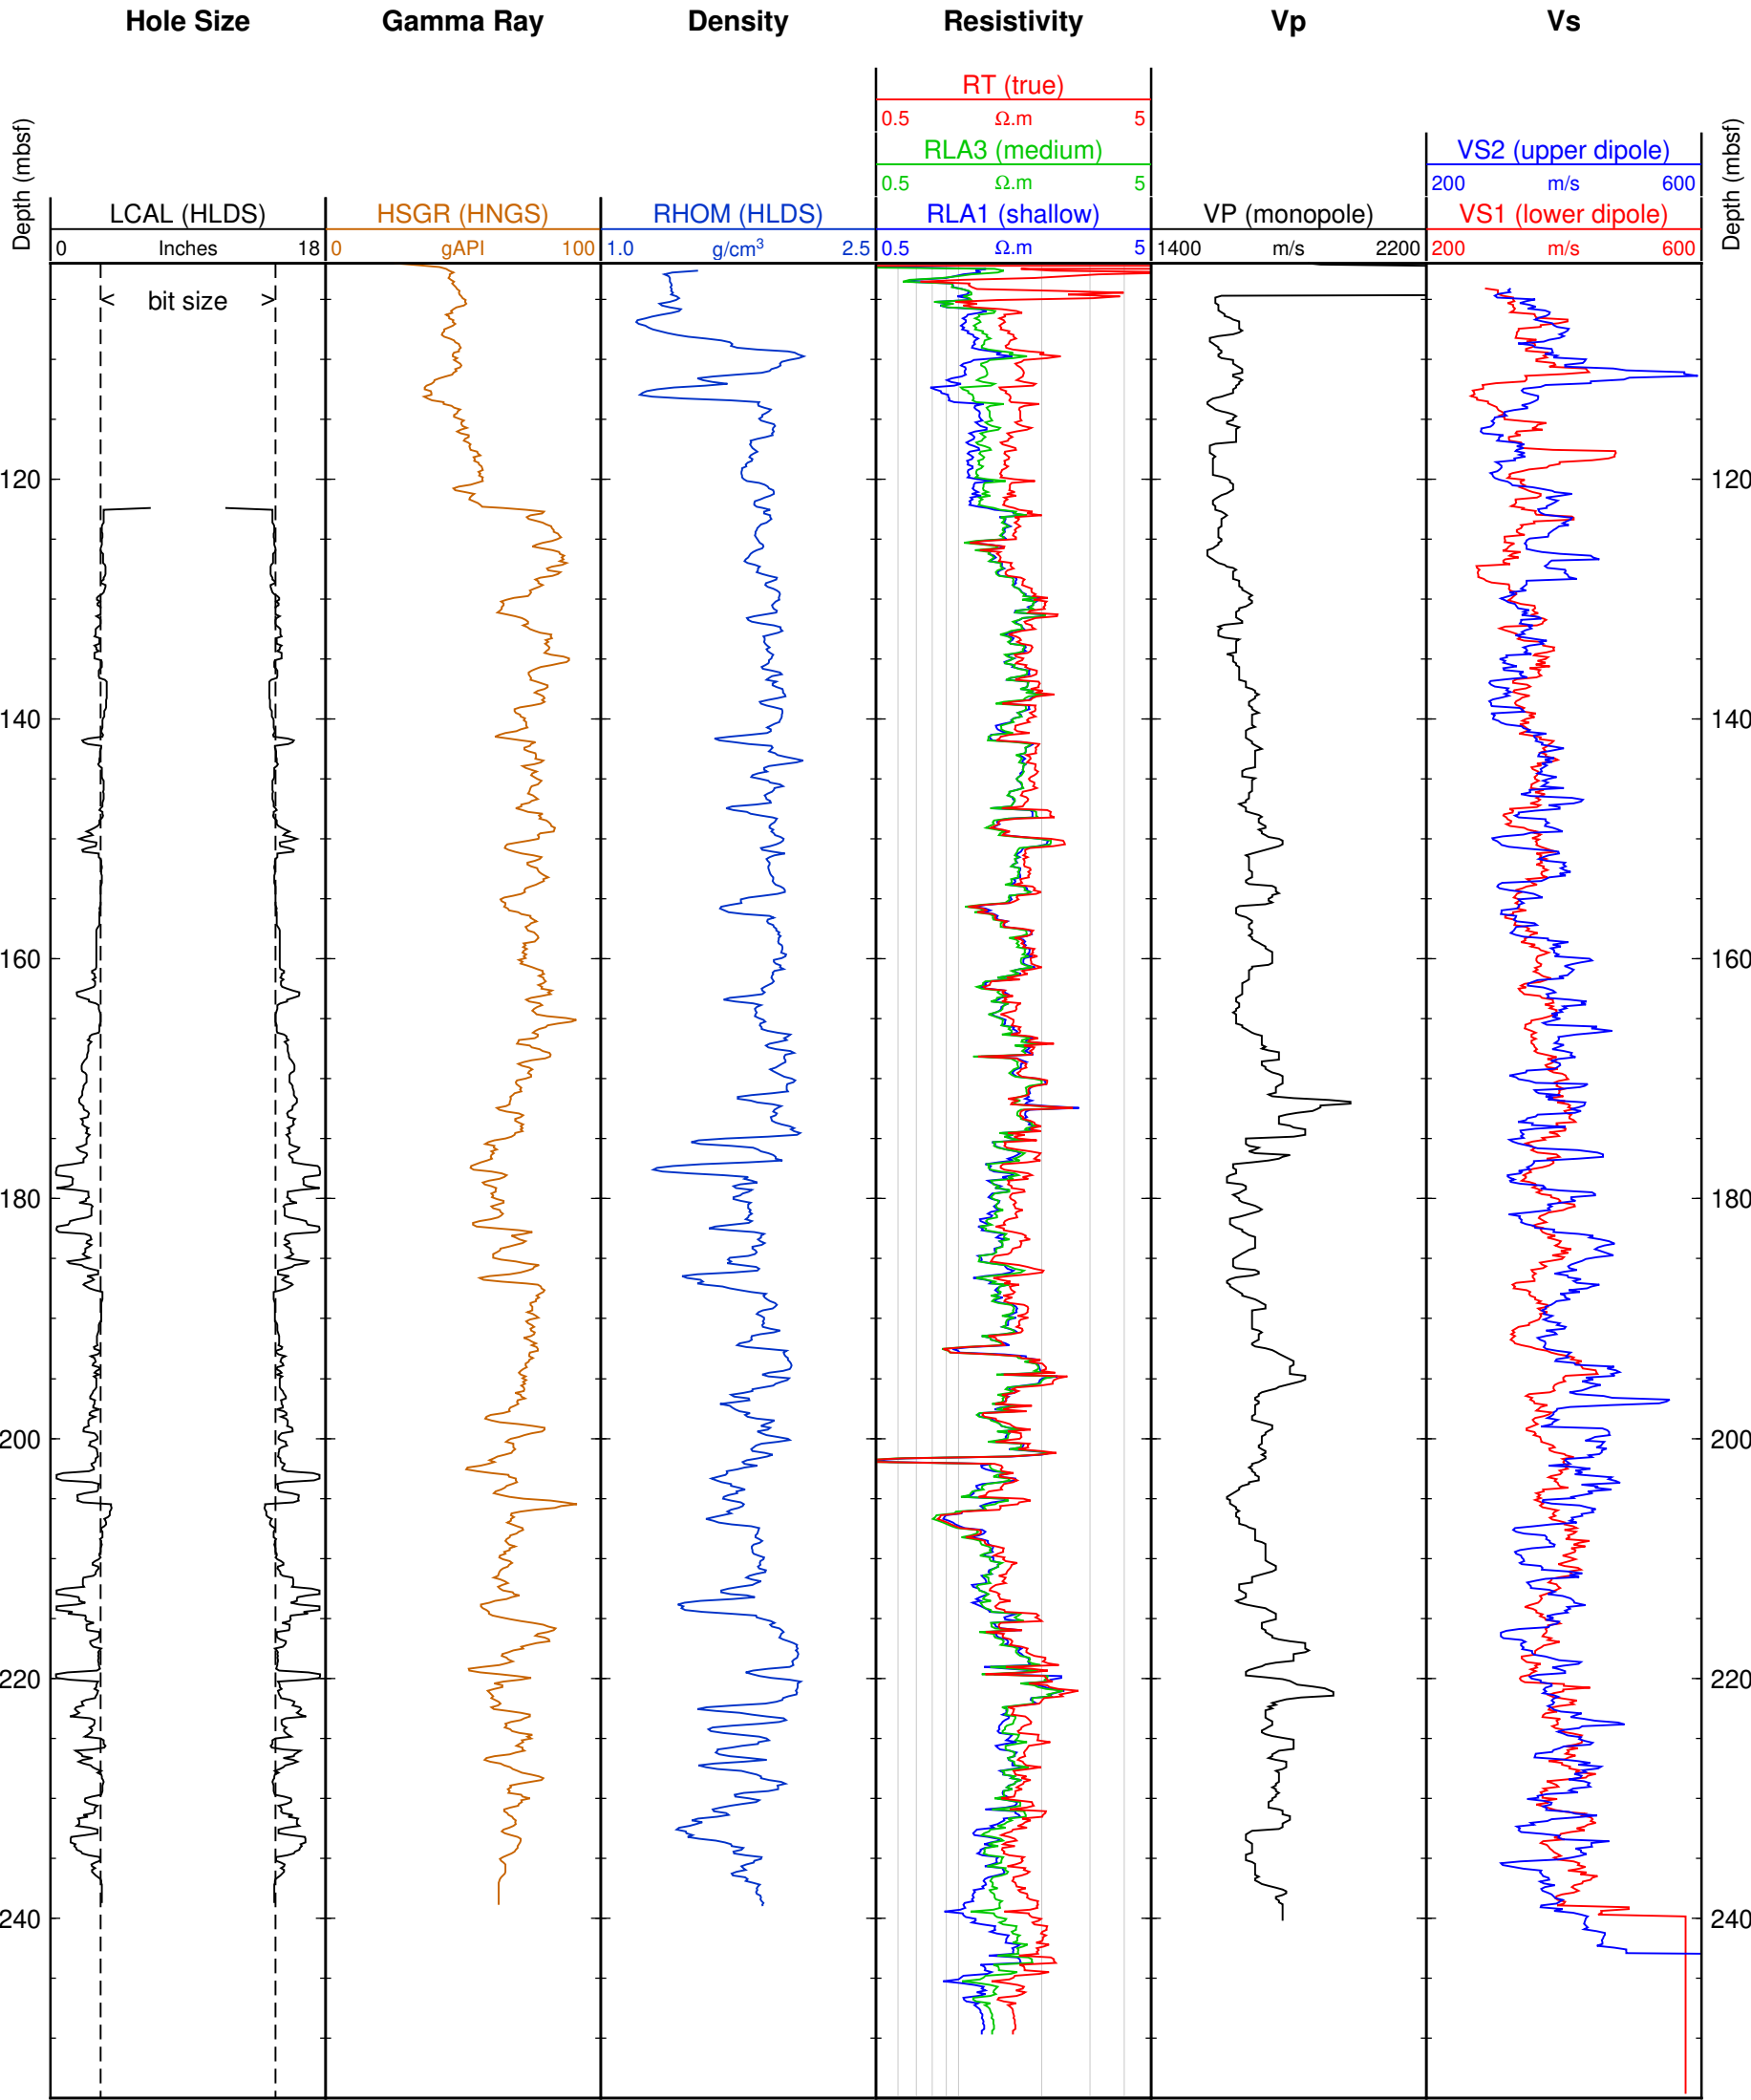 Hole Size Gamma Ray Density Resistivity Vp Vs
RT (true)
0.5 Ω.m 5
RLA3 (medium) VS2 (upper dipole)
0.5 Ω.m 5 200 m/s 600
LCAL (HLDS) HSGR (HNGS) RHOM (HLDS) RLA1 (shallow) VP (monopole) VS1 (lower dipole)
0 Inches 18 0 gAPI 100 1.0 g/cm³ 2.5 0.5 Ω.m 5 1400 m/s 2200 200 m/s 600
Depth (mbsf) Depth (mbsf)
< bit size >
120 120
140 140
160 160
180 180
200 200
220 220
240 240